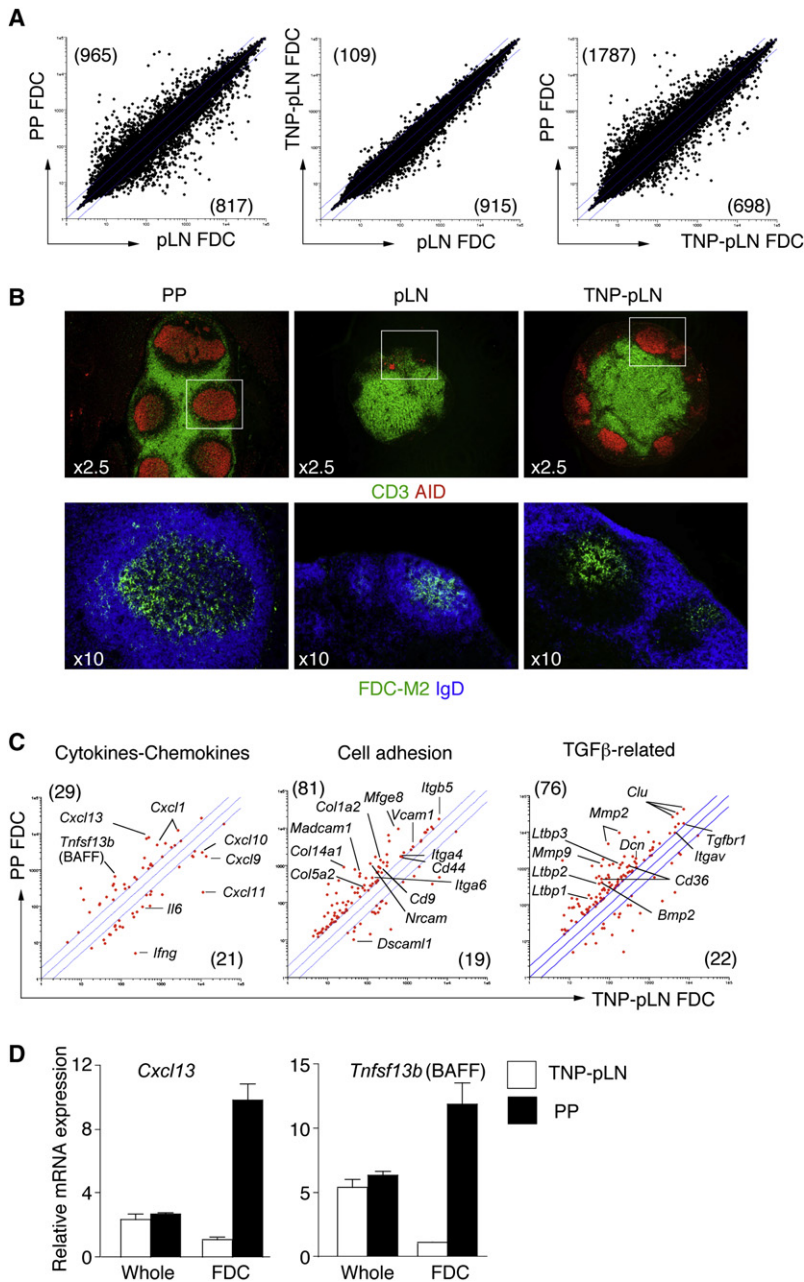 A
(965)
(109)
(1787)
PP FDC
TNP-pLN FDC
PP FDC
(817)
(915)
(698)
pLN FDC
pLN FDC
TNP-pLN FDC
B
PP
pLN
TNP-pLN
x2.5
x2.5
x2.5
CD3 AID
x10
x10
x10
FDC-M2 IgD
C
Cytokines-Chemokines
Cell adhesion
TGFβ-related
(29)
Cxcl13
Cxcl1
Tnfsf13b
(BAFF)
Cxcl10
Cxcl9
Cxcl11
Il6
Ifng
(21)
(81)
Mfge8
Itgb5
Col1a2
Vcam1
Madcam1
Col14a1
Itga4
Cd44
Col5a2
Itga6
Cd9
Nrcam
Dscaml1
(19)
(76)
Clu
Mmp2
Ltbp3
Dcn
Tgfbr1
Mmp9
Itgav
Ltbp2
Cd36
Ltbp1
Bmp2
(22)
PP FDC
TNP-pLN FDC
D
Relative mRNA expression
12
8
4
0
Cxcl13
Whole
FDC
15
10
5
0
Tnfsf13b (BAFF)
Whole
FDC
TNP-pLN
PP